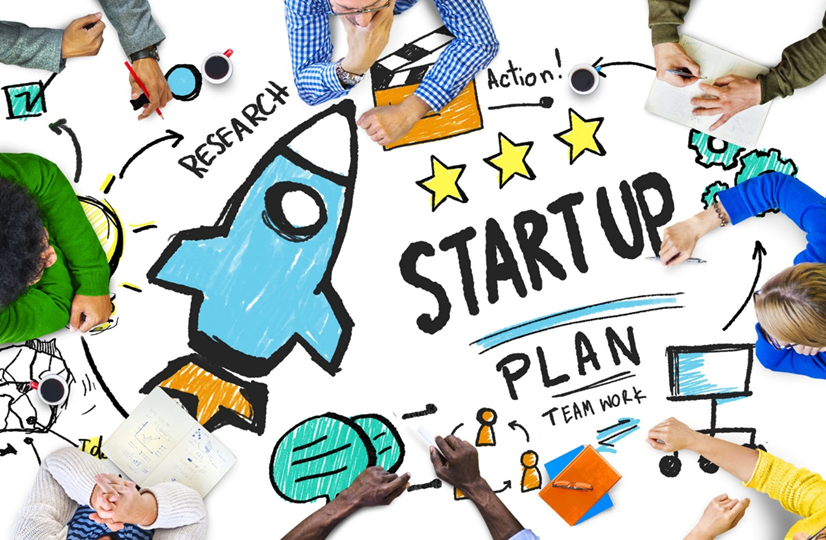 RESEARCH
Action!
START UP
PLAN
TEAM WORK